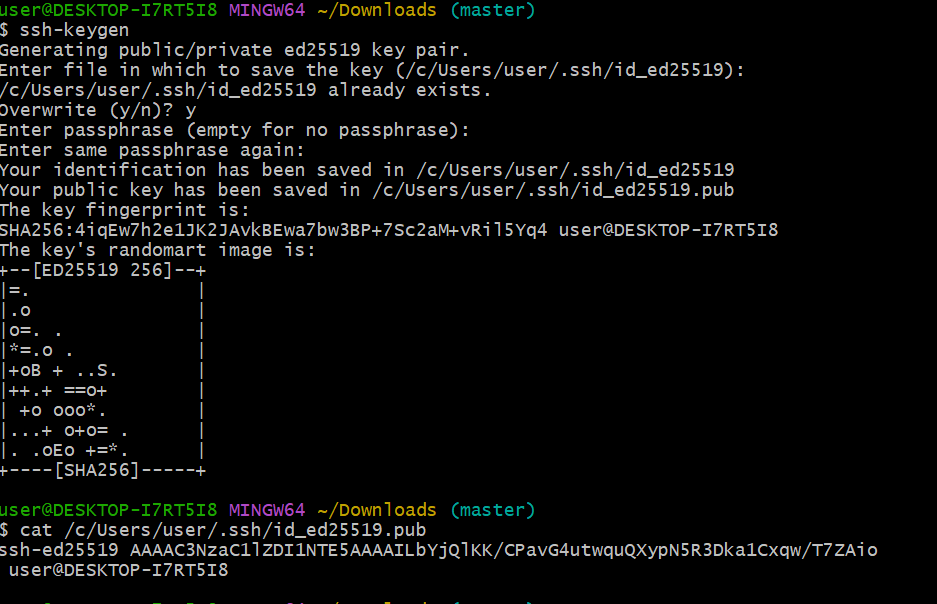 user@DESKTOP-I7RT5I8 MINGW64 ~/Downloads (master)
$ ssh-keygen
Generating public/private ed25519 key pair.
Enter file in which to save the key (/c/Users/user/.ssh/id_ed25519):
/c/Users/user/.ssh/id_ed25519 already exists.
Overwrite (y/n)? y
Enter passphrase (empty for no passphrase):
Enter same passphrase again:
Your identification has been saved in /c/Users/user/.ssh/id_ed25519
Your public key has been saved in /c/Users/user/.ssh/id_ed25519.pub
The key fingerprint is:
SHA256:4iqEw7h2e1JK2JAvkBEwa7bw3BP+7Sc2aM+vRil5Yq4 user@DESKTOP-I7RT5I8
The key's randomart image is:
+--[ED25519 256]--+
|=.               |
|.o               |
|o=. .            |
|*=.o .           |
|+oB + ..S.       |
|++.+ ==o+        |
| +o ooo*.        |
|...+ o+o= .      |
|. .oEo +=*.      |
+----[SHA256]-----+
user@DESKTOP-I7RT5I8 MINGW64 ~/Downloads (master)
$ cat /c/Users/user/.ssh/id_ed25519.pub
ssh-ed25519 AAAAC3NzaC1lZDI1NTE5AAAAILbYjQlKK/CPavG4utwquQXypN5R3Dka1Cxqw/T7ZAio
user@DESKTOP-I7RT5I8